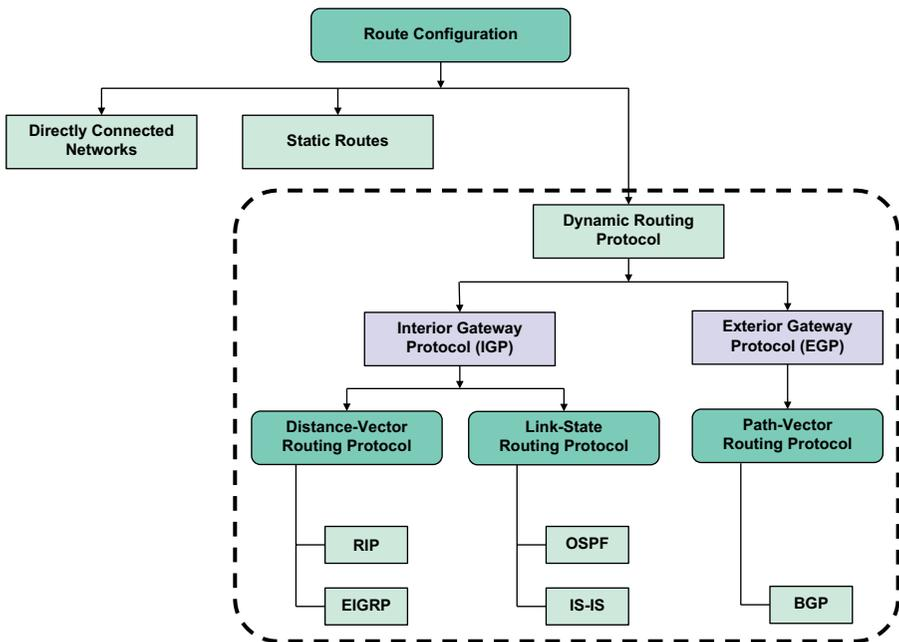 Route Configuration
Directly Connected
Networks
Static Routes
Dynamic Routing
Protocol
Interior Gateway
Protocol (IGP)
Exterior Gateway
Protocol (EGP)
Distance-Vector
Routing Protocol
Link-State
Routing Protocol
Path-Vector
Routing Protocol
RIP
OSPF
EIGRP
IS-IS
BGP